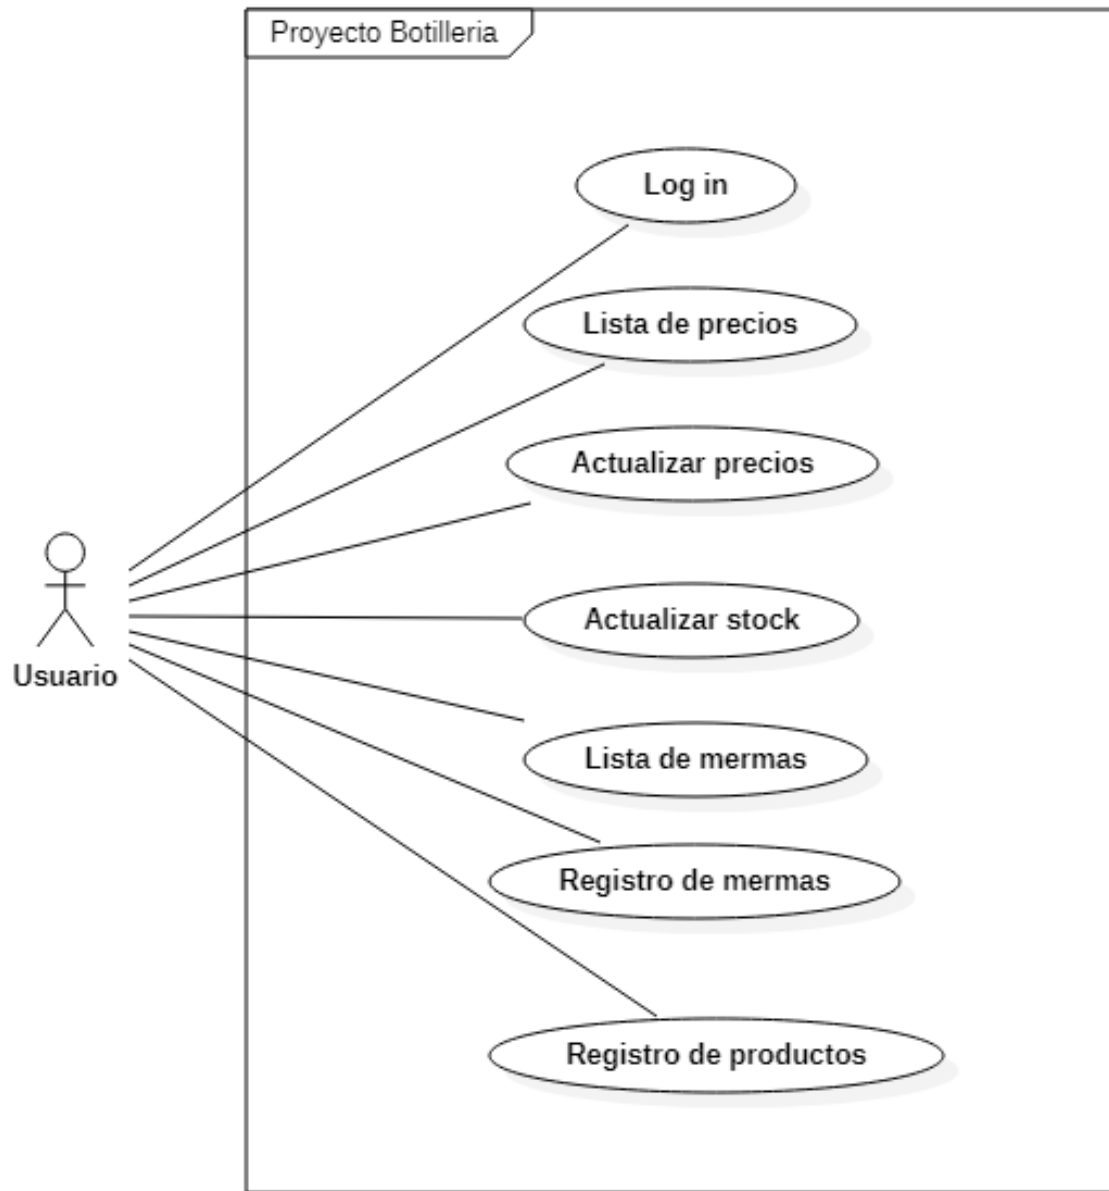 Proyecto Botilleria
Log in
Lista de precios
Actualizar precios
Actualizar stock
Usuario
Lista de mermas
Registro de mermas
Registro de productos